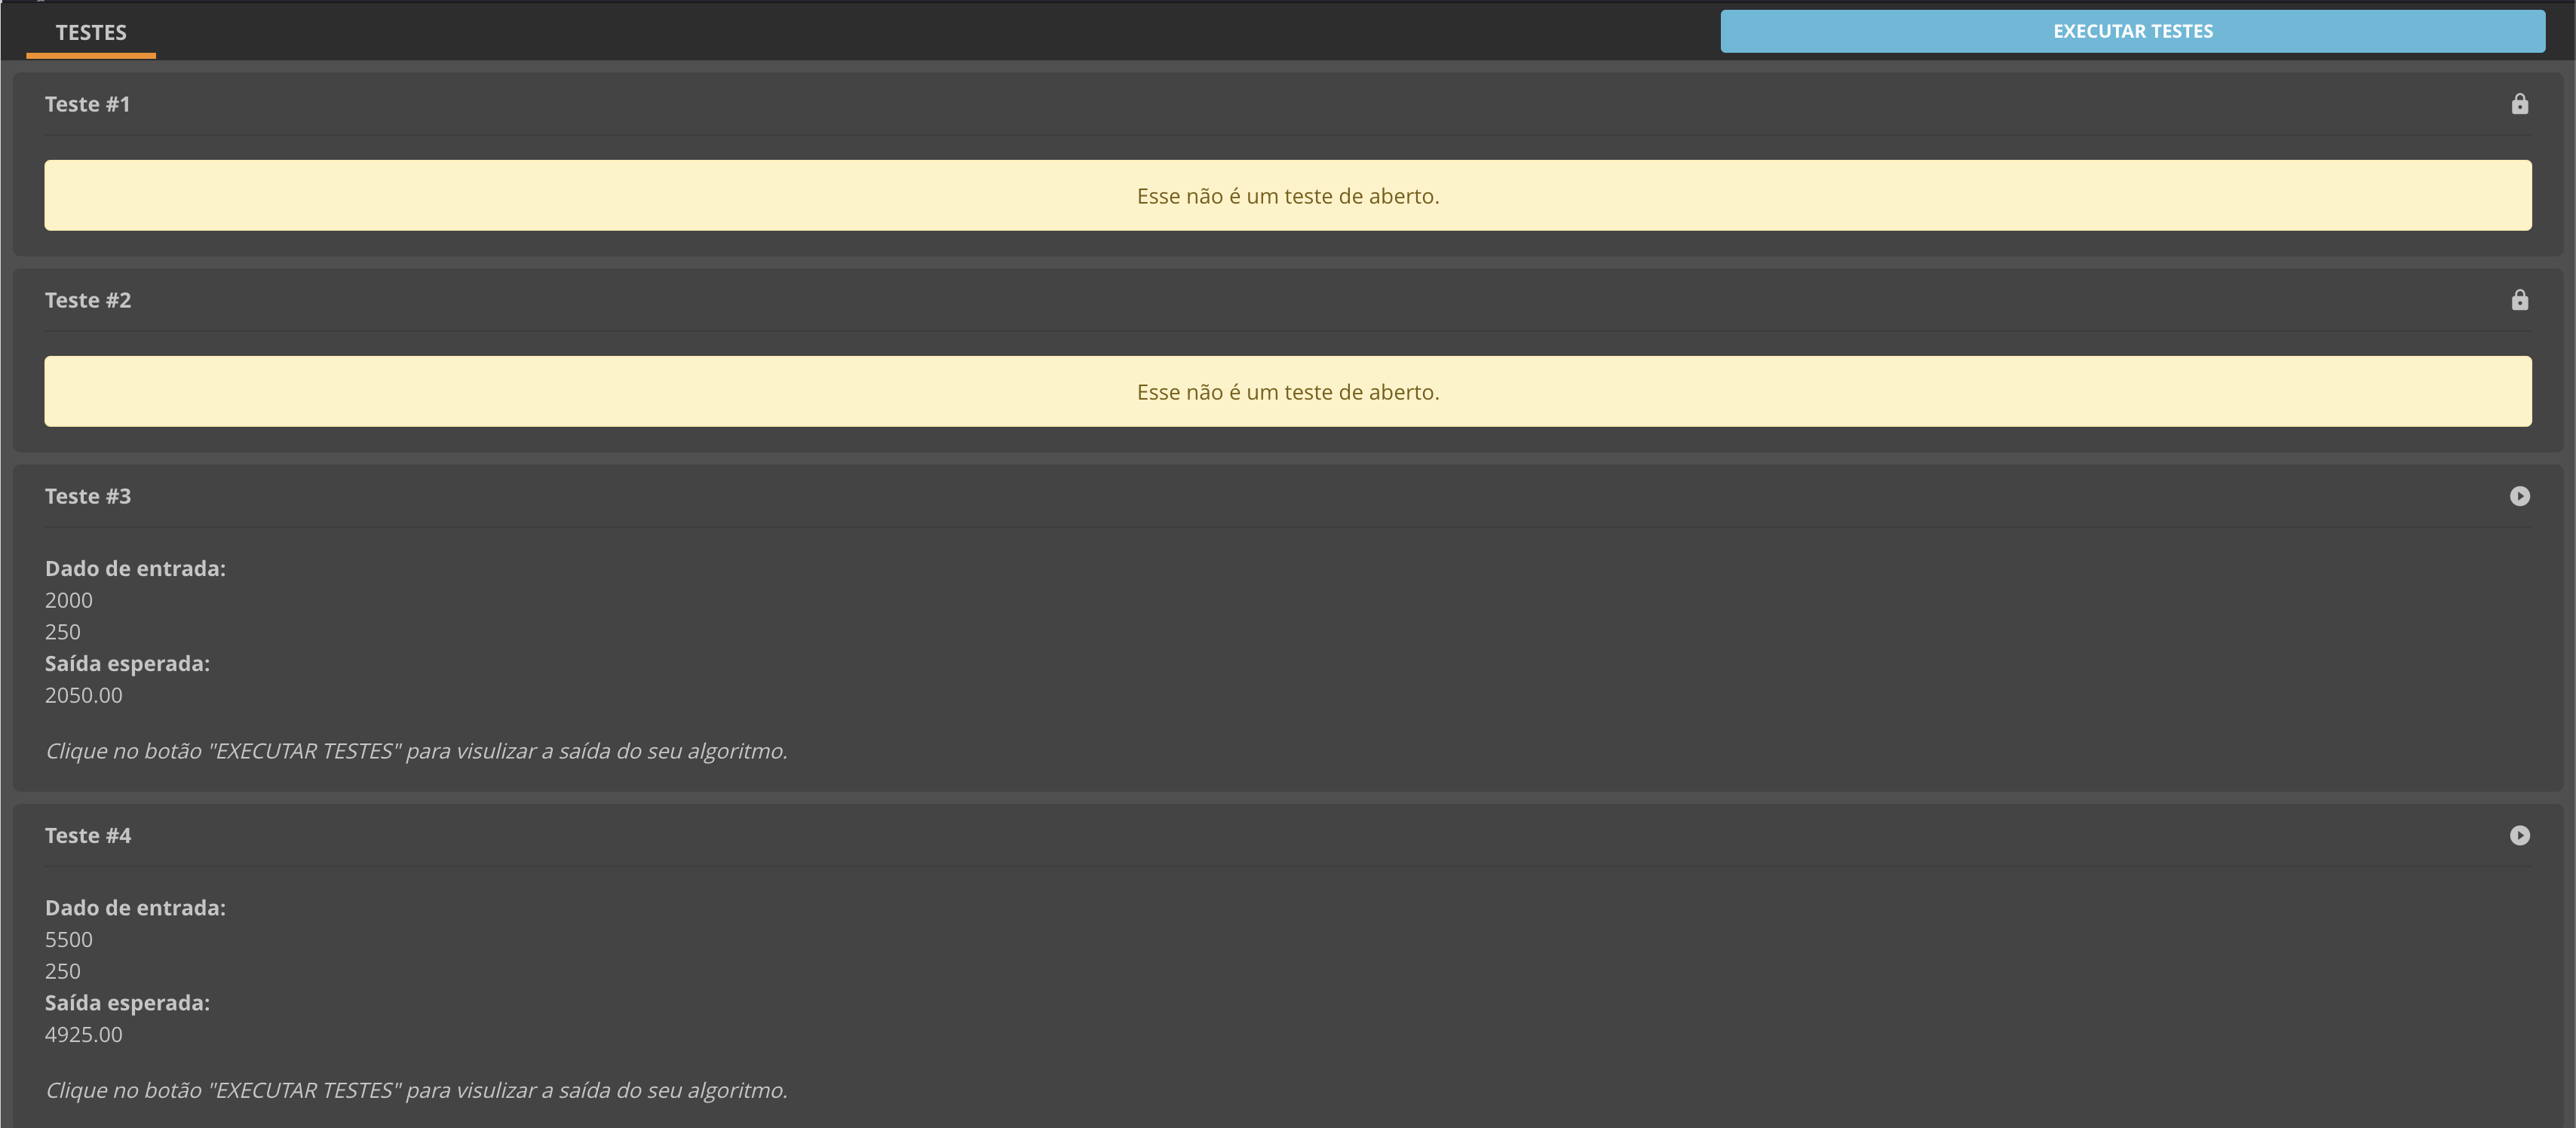 TESTES
EXECUTAR TESTES
Teste #1
Esse não é um teste de aberto.
Teste #2
Esse não é um teste de aberto.
Teste #3
Dado de entrada:
2000
250
Saída esperada:
2050.00
Clique no botão "EXECUTAR TESTES" para visulizar a saída do seu algoritmo.
Teste #4
Dado de entrada:
5500
250
Saída esperada:
4925.00
Clique no botão "EXECUTAR TESTES" para visulizar a saída do seu algoritmo.